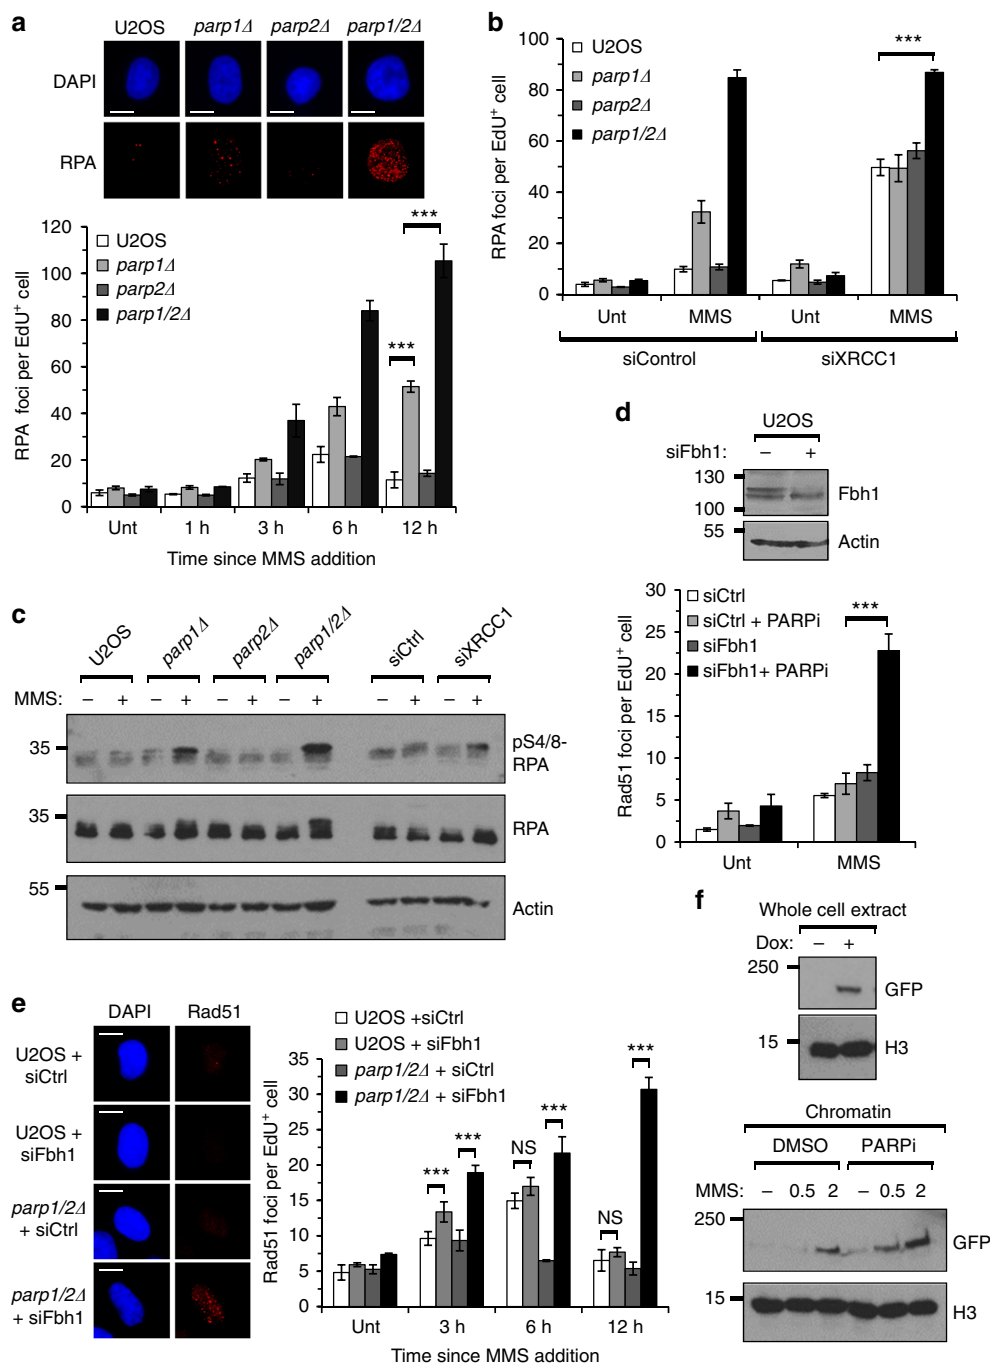 a
U2OS parp1Δ parp2Δ parp1/2Δ
DAPI
RPA
RPA foci per EdU+ cell
120
100
80
60
40
20
0
U2OS
parp1Δ
parp2Δ
parp1/2Δ
***
***
Unt 1 h 3 h 6 h 12 h
Time since MMS addition
b
RPA foci per EdU+ cell
100
80
60
40
20
0
U2OS
parp1Δ
parp2Δ
parp1/2Δ
***
Unt MMS Unt MMS
siControl siXRCC1
c
U2OS parp1Δ parp2Δ parp1/2Δ siCtrl siXRCC1
MMS: – + – + – + – + – + – +
35
pS4/8-
RPA
35
RPA
55
Actin
d
U2OS
siFbh1: – +
130
100
Fbh1
55
Actin
Rad51 foci per EdU+ cell
30
25
20
15
10
5
0
siCtrl
siCtrl + PARPi
siFbh1
siFbh1+ PARPi
***
Unt MMS
e
DAPI Rad51
U2OS +
siCtrl
U2OS +
siFbh1
parp1/2Δ
+ siCtrl
parp1/2Δ
+ siFbh1
Rad51 foci per EdU+ cell
35
30
25
20
15
10
5
0
U2OS +siCtrl
U2OS + siFbh1
parp1/2Δ + siCtrl
parp1/2Δ + siFbh1
***
***
NS
***
NS
***
Unt 3 h 6 h 12 h
Time since MMS addition
f
Whole cell extract
Dox: – +
250
GFP
15
H3
Chromatin
DMSO PARPi
MMS: – 0.5 2 – 0.5 2
250
GFP
15
H3